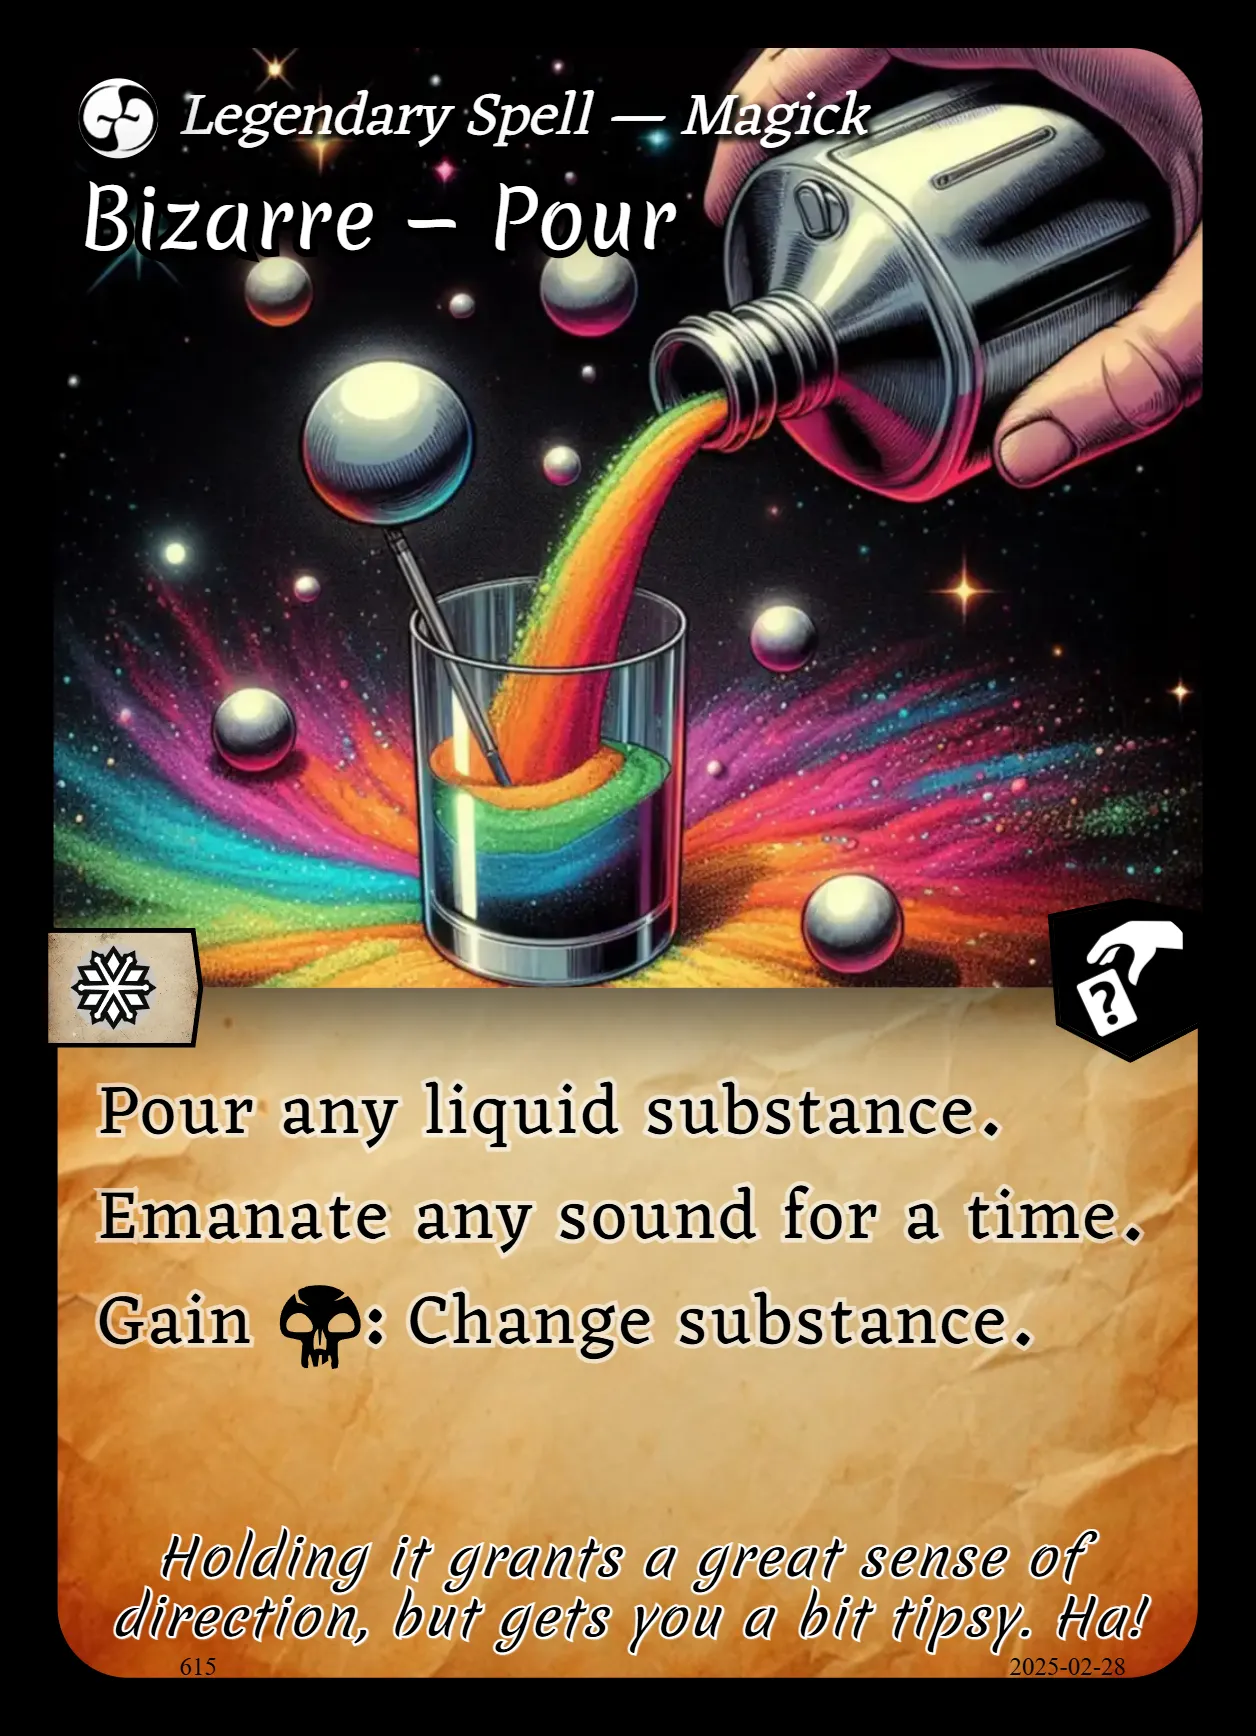 Legendary Spell — Magick
Bizarre – Pour
?
Pour any liquid substance.
Emanate any sound for a time.
Gain : Change substance.
Holding it grants a great sense of
direction, but gets you a bit tipsy. Ha!
615
2025-02-28